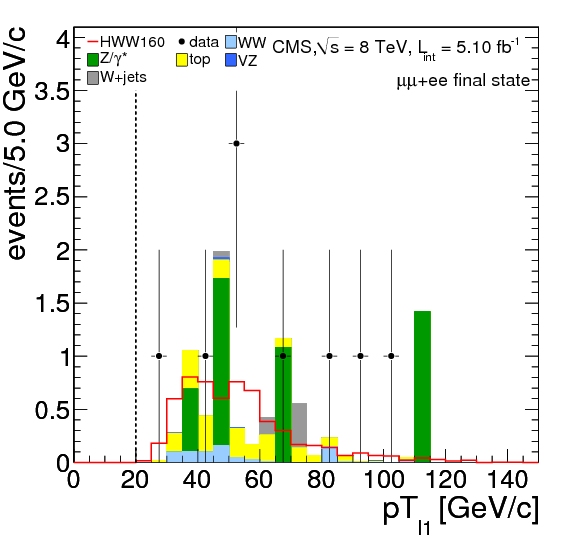 HWW160 data WW
Z/γ* top VZ
W+jets
CMS,√s = 8 TeV, L_int = 5.10 fb⁻¹
μμ+ee final state
events/5.0 GeV/c
4
3.5
3
2.5
2
1.5
1
0.5
0
0 20 40 60 80 100 120 140
pT_l1 [GeV/c]